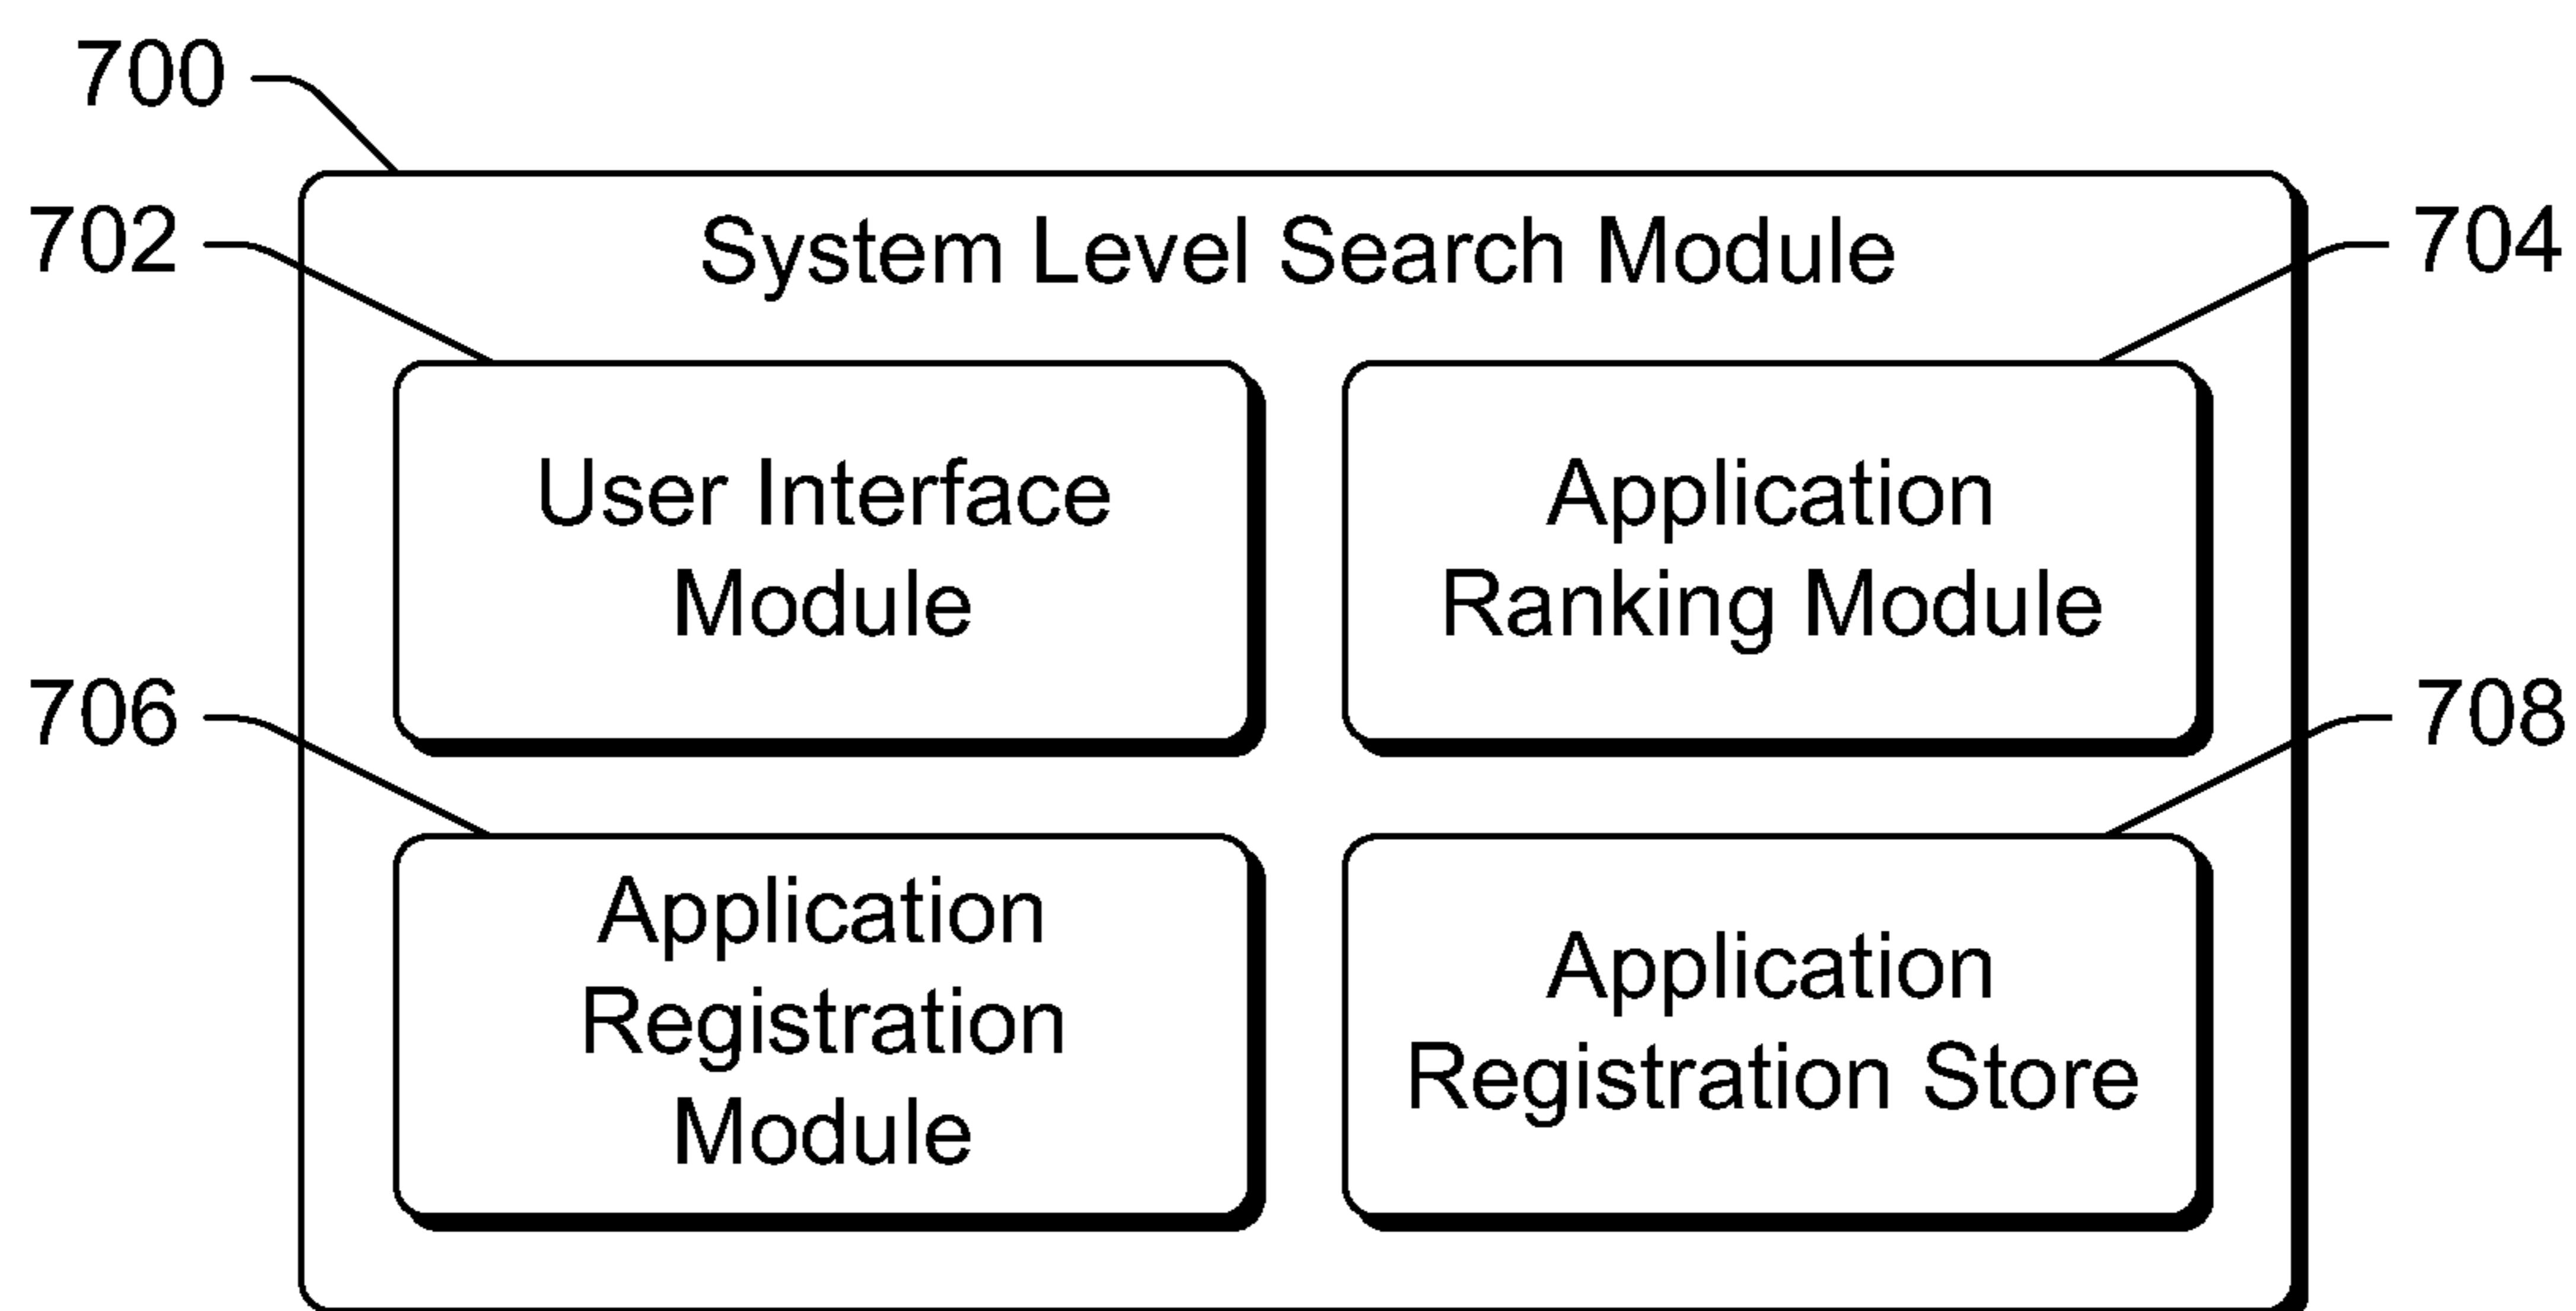 700
System Level Search Module
702
704
User Interface
Module
Application
Ranking Module
706
708
Application
Registration
Module
Application
Registration Store